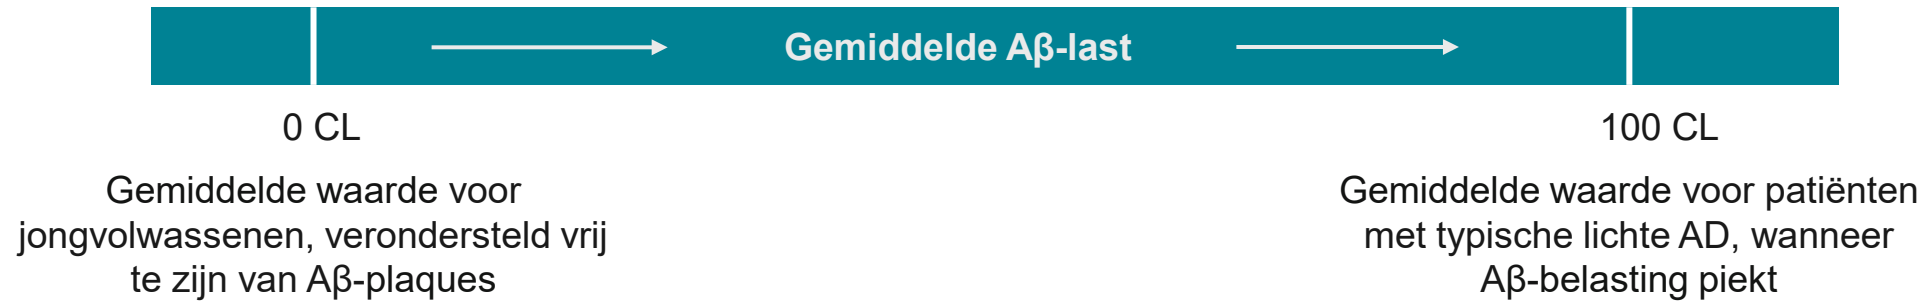 Gemiddelde Aβ-last
0 CL
100 CL
Gemiddelde waarde voor
jongvolwassenen, verondersteld vrij
te zijn van Aβ-plaques
Gemiddelde waarde voor patiënten
met typische lichte AD, wanneer
Aβ-belasting piekt